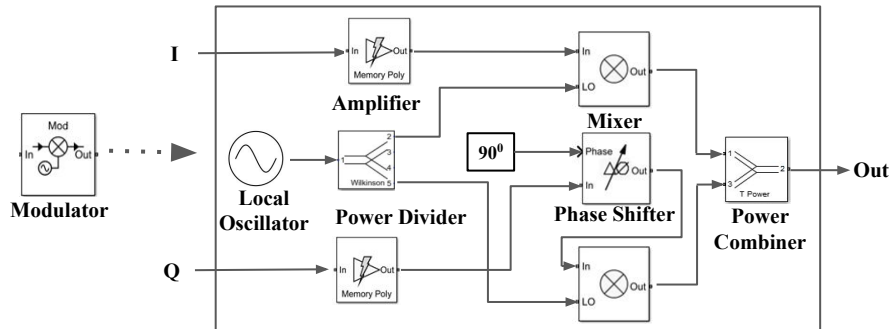 I
In
Out
Memory Poly
Amplifier
In
Out
LO
Mixer
Mod
In
Out
Modulator
Local
Oscillator
1
2
3
4
5
Wilkinson
Power Divider
90⁰
Phase
In
Out
Phase Shifter
1
3
2
T Power
Power
Combiner
Out
Q
In
Out
Memory Poly
In
Out
LO